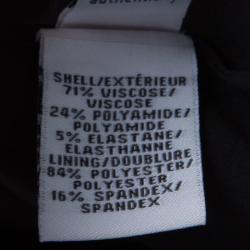 authenticity
SHELL/EXTÉRIEUR
71% VISCOSE/
VISCOSE
24% POLYAMIDE/
POLYAMIDE
5% ELASTANE/
ELASTHANNE
LINING/DOUBLURE
84% POLYESTER/
POLYESTER
16% SPANDEX/
SPANDEX